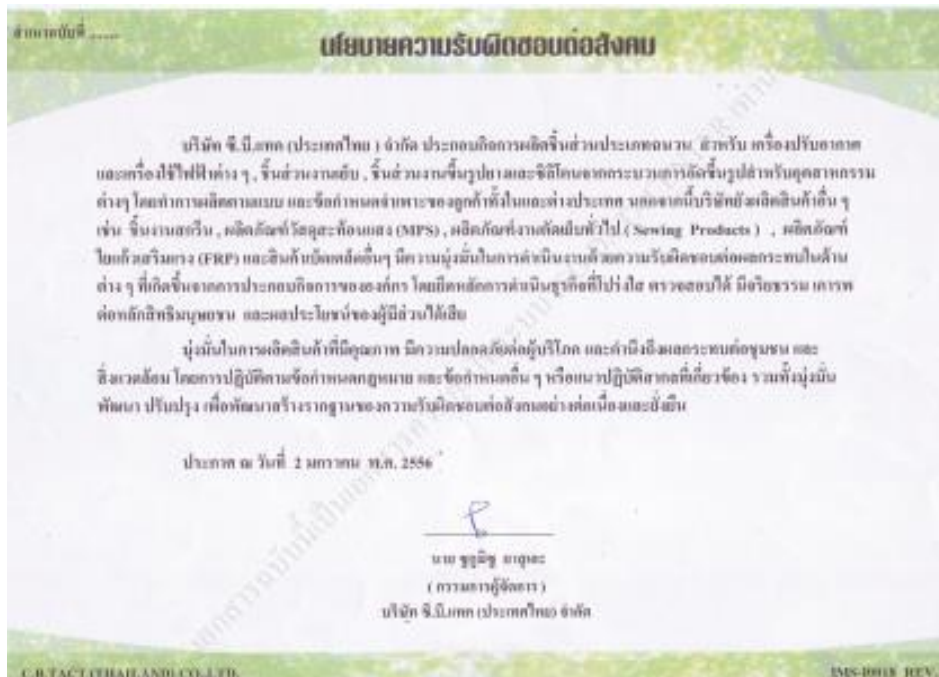 สำเนาฉบับที่ ......
นโยบายความรับผิดชอบต่อสังคม
บริษัท ซี.บี.แทค (ประเทศไทย ) จำกัด ประกอบกิจการผลิตชิ้นส่วนประเภทฉนวน สำหรับ เครื่องปรับอากาศ
และเครื่องใช้ไฟฟ้าต่าง ๆ , ชิ้นส่วนงานเย็บ , ชิ้นส่วนงานขึ้นรูปยางและซิลิโคนจากกระบวนการอัดขึ้นรูปสำหรับอุตสาหกรรม
ต่างๆ โดยทำการผลิตตามแบบ และข้อกำหนดจำเพาะของลูกค้าทั้งในและต่างประเทศ นอกจากนี้บริษัทยังผลิตสินค้าอื่น ๆ
เช่น ชิ้นงานสกรีน , ผลิตภัณฑ์วัสดุสะท้อนแสง (MPS) , ผลิตภัณฑ์งานตัดเย็บทั่วไป ( Sewing Products ) , ผลิตภัณฑ์
ใยแก้วเสริมแรง (FRP) และสินค้าเบ็ดเตล็ดอื่นๆ มีความมุ่งมั่นในการดำเนินงานด้วยความรับผิดชอบต่อผลกระทบในด้าน
ต่าง ๆ ที่เกิดขึ้นจากการประกอบกิจการขององค์กร โดยยึดหลักการดำเนินธุรกิจที่โปร่งใส ตรวจสอบได้ มีจริยธรรม เคารพ
ต่อหลักสิทธิมนุษยชน และผลประโยชน์ของผู้มีส่วนได้เสีย
มุ่งมั่นในการผลิตสินค้าที่มีคุณภาพ มีความปลอดภัยต่อผู้บริโภค และคำนึงถึงผลกระทบต่อชุมชน และ
สิ่งแวดล้อม โดยการปฏิบัติตามข้อกำหนดกฎหมาย และข้อกำหนดอื่น ๆ หรือแนวปฏิบัติสากลที่เกี่ยวข้อง รวมทั้งมุ่งมั่น
พัฒนา ปรับปรุง เพื่อพัฒนาสร้างรากฐานของความรับผิดชอบต่อสังคมอย่างต่อเนื่องและยั่งยืน
ประกาศ ณ วันที่ 2 มกราคม พ.ศ. 2556
นาย
( กรรมการผู้จัดการ )
บริษัท ซี.บี.แทค (ประเทศไทย) จำกัด
C.B.TACT (THAILAND) CO.,LTD.
REV.